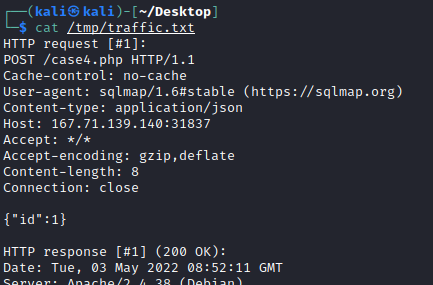 ┌──(kali㉿kali)-[~/Desktop]
└─$ cat /tmp/traffic.txt
HTTP request [#1]:
POST /case4.php HTTP/1.1
Cache-control: no-cache
User-agent: sqlmap/1.6#stable (https://sqlmap.org)
Content-type: application/json
Host: 167.71.139.140:31837
Accept: */*
Accept-encoding: gzip,deflate
Content-length: 8
Connection: close
{"id":1}
HTTP response [#1] (200 OK):
Date: Tue, 03 May 2022 08:52:11 GMT
Server: Apache/2.4.38 (Debian)